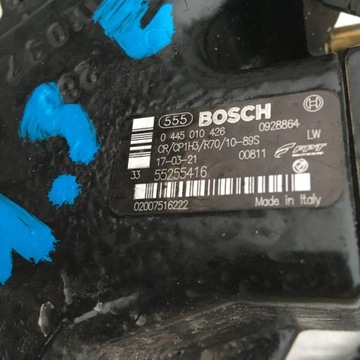 555 BOSCH
0 445 010 426 0928864
CR/CP1H3/R70/10-89S LW
17-03-21 00811 FPT
33 55255416
02007516222 Made in Italy